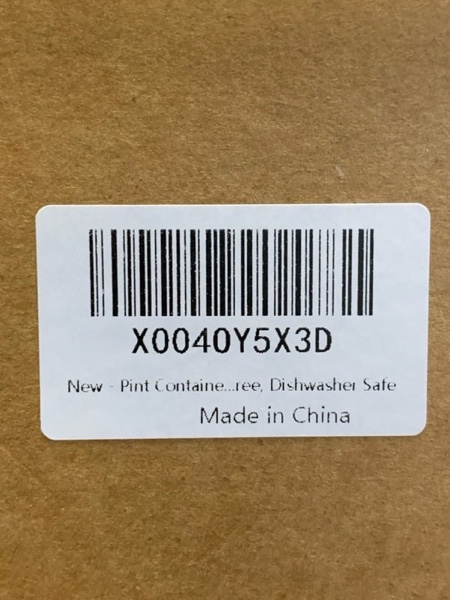 X0040Y5X3D
New - Pint Containe...ree, Dishwasher Safe
Made in China